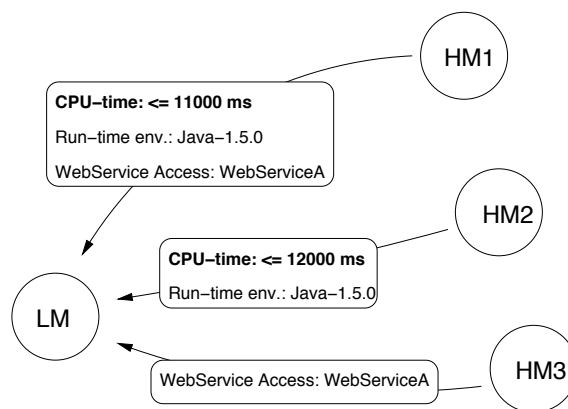 HM1
CPU−time: <= 11000 ms
Run−time env.: Java−1.5.0
WebService Access: WebServiceA
HM2
CPU−time: <= 12000 ms
Run−time env.: Java−1.5.0
LM
WebService Access: WebServiceA
HM3